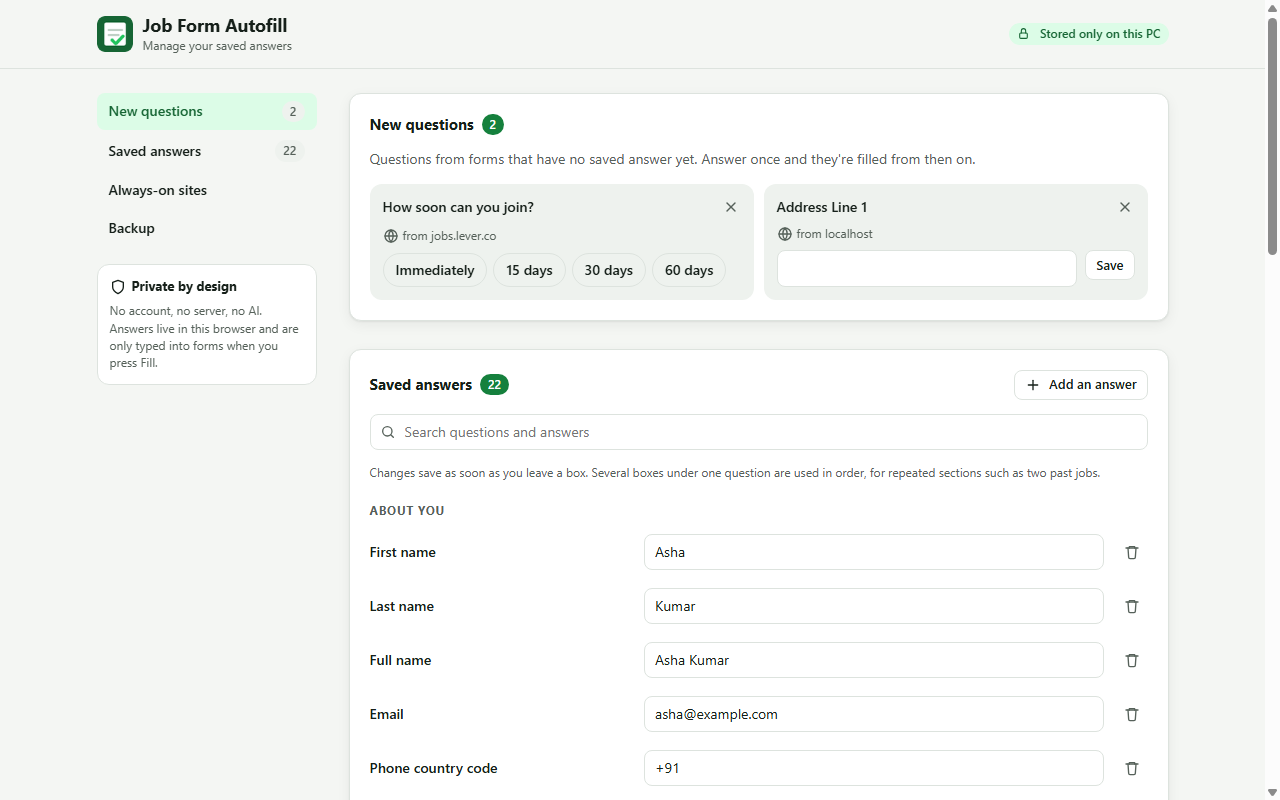 Job Form Autofill
Manage your saved answers
Stored only on this PC
New questions 2
Saved answers 22
Always-on sites
Backup
Private by design
No account, no server, no AI.
Answers live in this browser and are
only typed into forms when you
press Fill.
New questions 2
Questions from forms that have no saved answer yet. Answer once and they're filled from then on.
How soon can you join?
from jobs.lever.co
Immediately 15 days 30 days 60 days
Address Line 1
from localhost
Save
Saved answers 22
Add an answer
Search questions and answers
Changes save as soon as you leave a box. Several boxes under one question are used in order, for repeated sections such as two past jobs.
ABOUT YOU
First name Asha
Last name Kumar
Full name Asha Kumar
Email asha@example.com
Phone country code +91